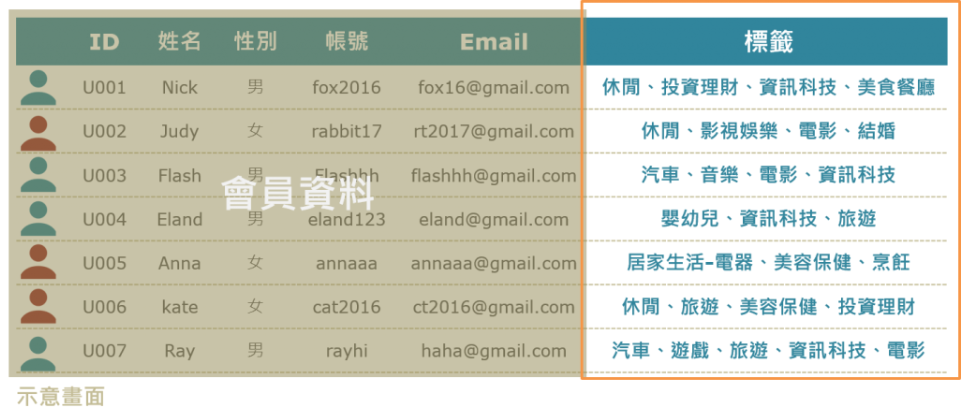 ID 姓名 性別 帳號 Email 標籤
U001 Nick 男 fox2016 fox16@gmail.com 休閒、投資理財、資訊科技、美食餐廳
U002 Judy 女 rabbit17 rt2017@gmail.com 休閒、影視娛樂、電影、結婚
U003 Flash 男 Flashhh flashhh@gmail.com 汽車、音樂、電影、資訊科技
會員資料
U004 Eland 男 eland123 eland@gmail.com 嬰幼兒、資訊科技、旅遊
U005 Anna 女 annaaa annaaa@gmail.com 居家生活-電器、美容保健、烹飪
U006 kate 女 cat2016 ct2016@gmail.com 休閒、旅遊、美容保健、投資理財
U007 Ray 男 rayhi haha@gmail.com 汽車、遊戲、旅遊、資訊科技、電影
示意畫面